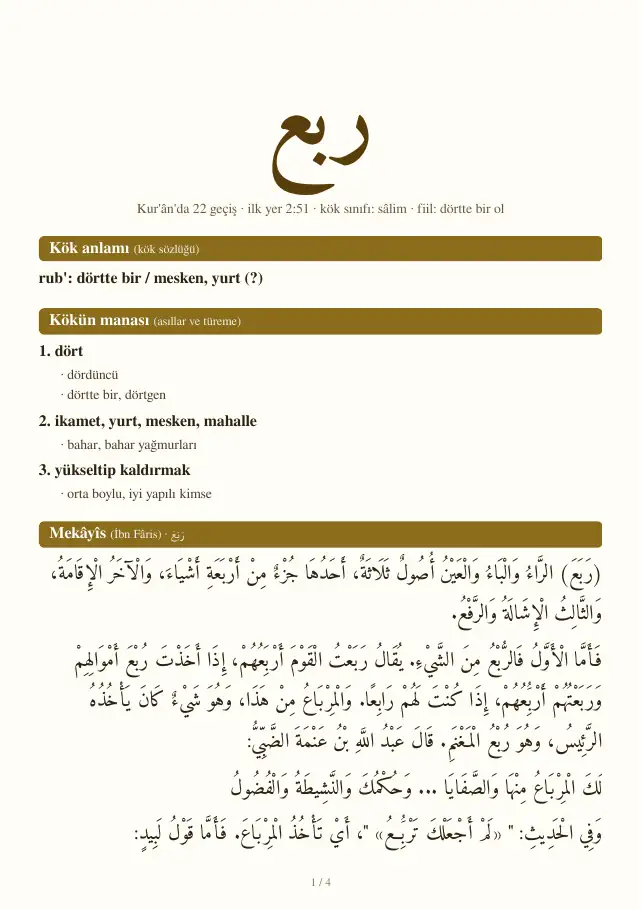 ربع
Kur'ân'da 22 geçiş · ilk yer 2:51 · kök sınıfı: sâlim · fiil: dörtte bir ol
Kök anlamı (kök sözlüğü)
rub': dörtte bir / mesken, yurt (?)
Kökün manası (asıllar ve türeme)
1. dört
· dördüncü
· dörtte bir, dörtgen
2. ikamet, yurt, mesken, mahalle
· bahar, bahar yağmurları
3. yükseltip kaldırmak
· orta boylu, iyi yapılı kimse
Mekâyîs (İbn Fâris) · رَبَعَ
(رَبَعَ) الرَّاءُ وَالْبَاءُ وَالْعَيْنُ أُصُولٌ ثَلَاثَةٌ، أَحَدُهَا جُزْءٌ مِنْ أَرْبَعَةِ أَشْيَاءَ، وَالْآخَرُ الْإِقَامَةُ،
وَالثَّالِثُ الْإِشَالَةُ وَالرَّفْعُ.
فَأَمَّا الْأَوَّلُ فَالرُّبْعُ مِنَ الشَّيْءِ. يُقَالُ رَبَعْتُ الْقَوْمَ أَرْبَعُهُمْ، إِذَا أَخَذْتَ رُبْعَ أَمْوَالِهِمْ
وَرَبَعْتُهُمْ أَرْبُعُهُمْ، إِذَا كُنْتَ لَهُمْ رَابِعًا. وَالْمِرْبَاعُ مِنْ هَذَا، وَهُوَ شَيْءٌ كَانَ يَأْخُذُهُ
الرَّئِيسُ، وَهُوَ رُبْعُ الْمَغْنَمِ. قَالَ عَبْدُ اللَّهِ بْنُ عَنْمَةَ الضَّبِّيُّ:
لَكَ الْمِرْبَاعُ مِنْهَا وَالصَّفَايَا ... وَحُكْمُكَ وَالنَّشِيطَةُ وَالْفُضُولُ
وَفِي الْحَدِيثِ: " «لَمْ أَجْعَلْكَ تَرْبَُِعُ» "، أَيْ تَأْخُذُ الْمِرْبَاعَ. فَأَمَّا قَوْلُ لَبِيدٍ:
1 / 4